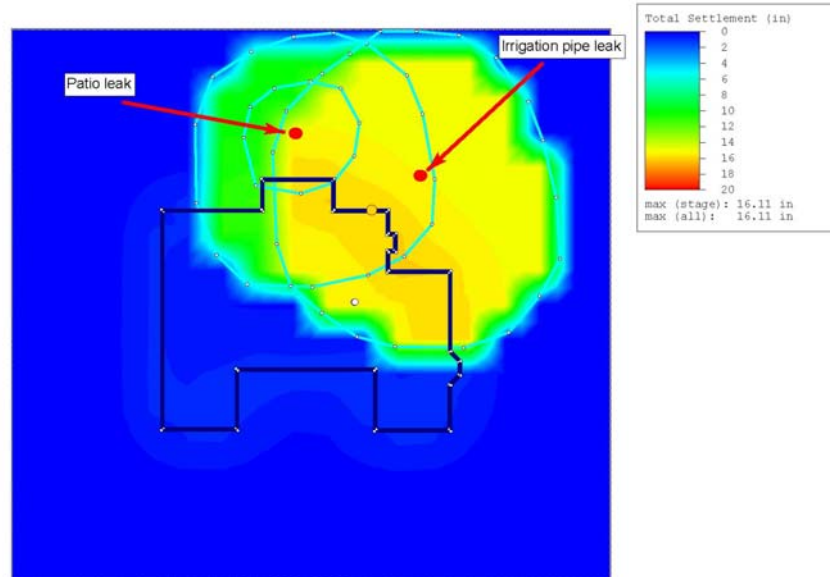 Patio leak
Irrigation pipe leak
Total Settlement (in)
0
2
4
6
8
10
12
14
16
18
20
max (stage): 16.11 in
max (all): 16.11 in